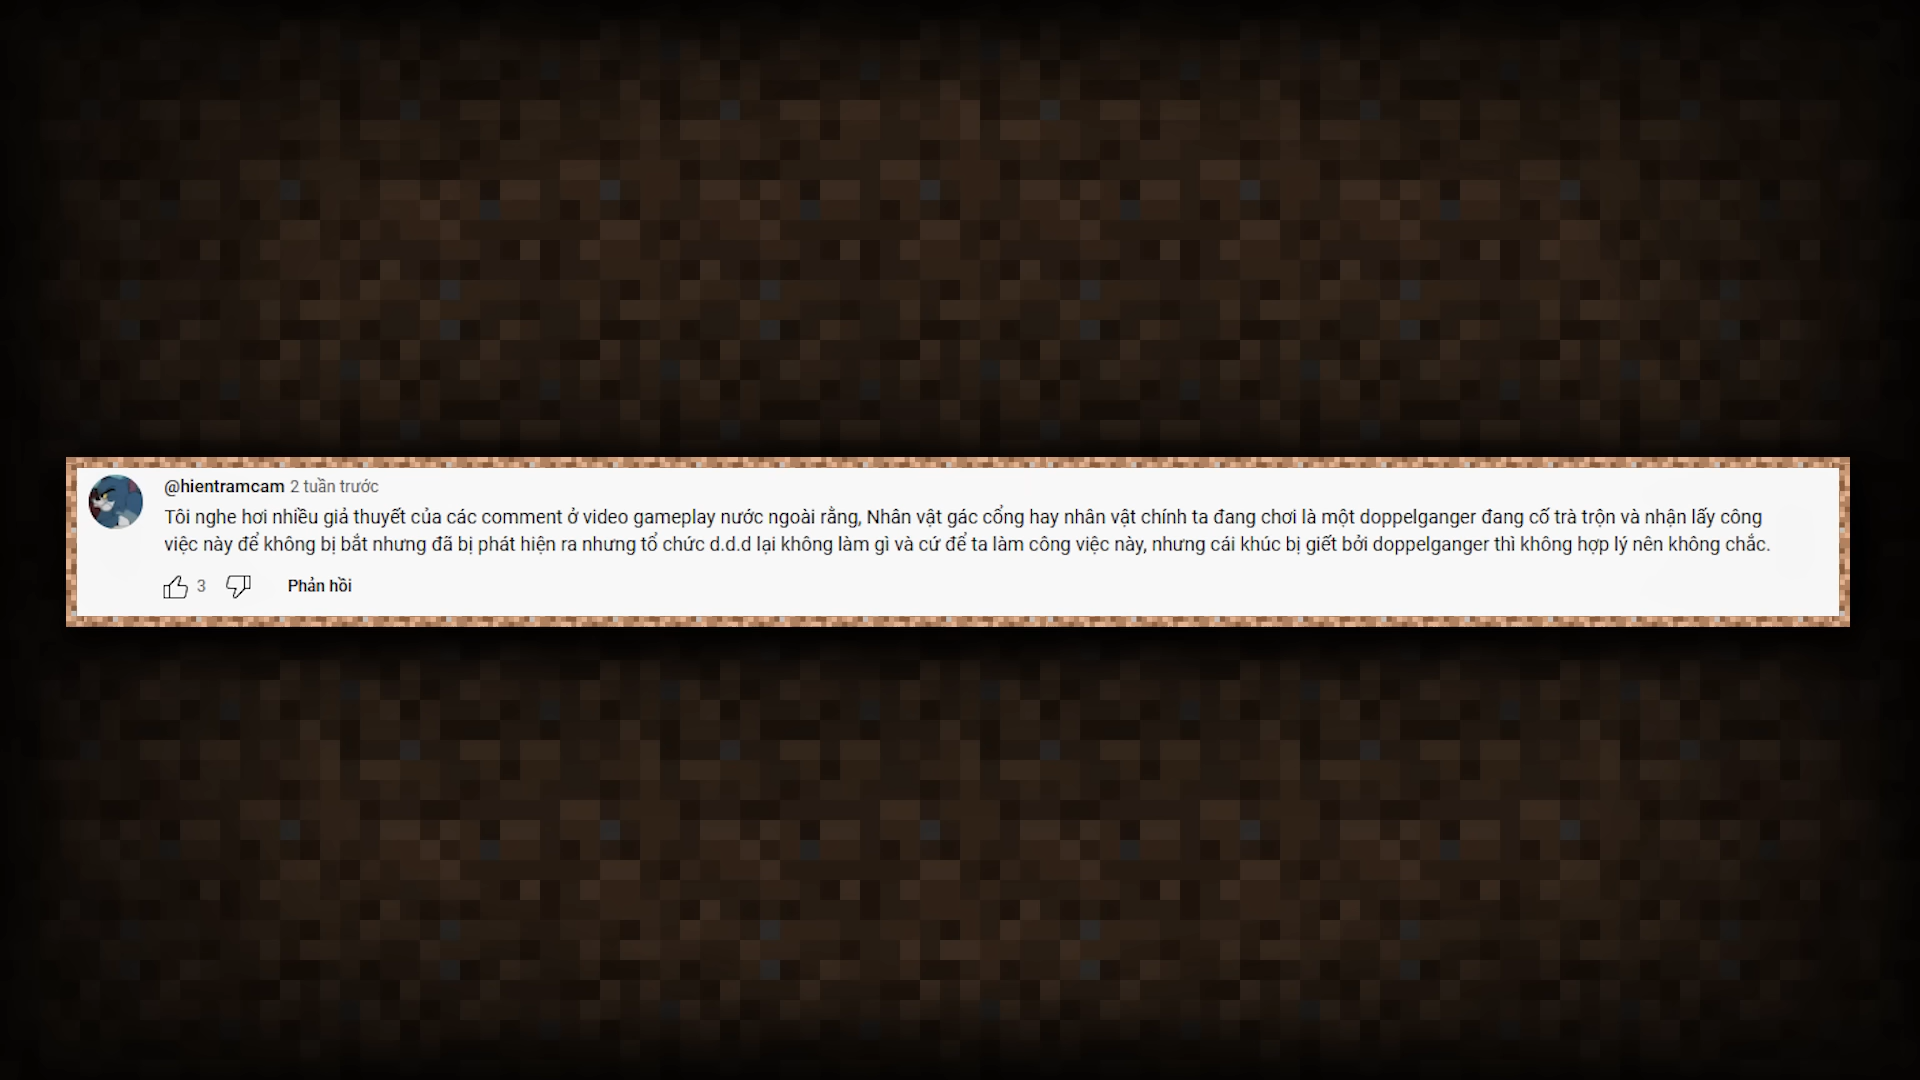 @hientramcam 2 tuần trước
Tôi nghe hơi nhiều giả thuyết của các comment ở video gameplay nước ngoài rằng, Nhân vật gác cổng hay nhân vật chính ta đang chơi là một doppelganger đang cố trà trộn và nhận lấy công
việc này để không bị bắt nhưng đã bị phát hiện ra nhưng tổ chức d.d.d lại không làm gì và cứ để ta làm công việc này, nhưng cái khúc bị giết bởi doppelganger thì không hợp lý nên không chắc.
3 Phản hồi